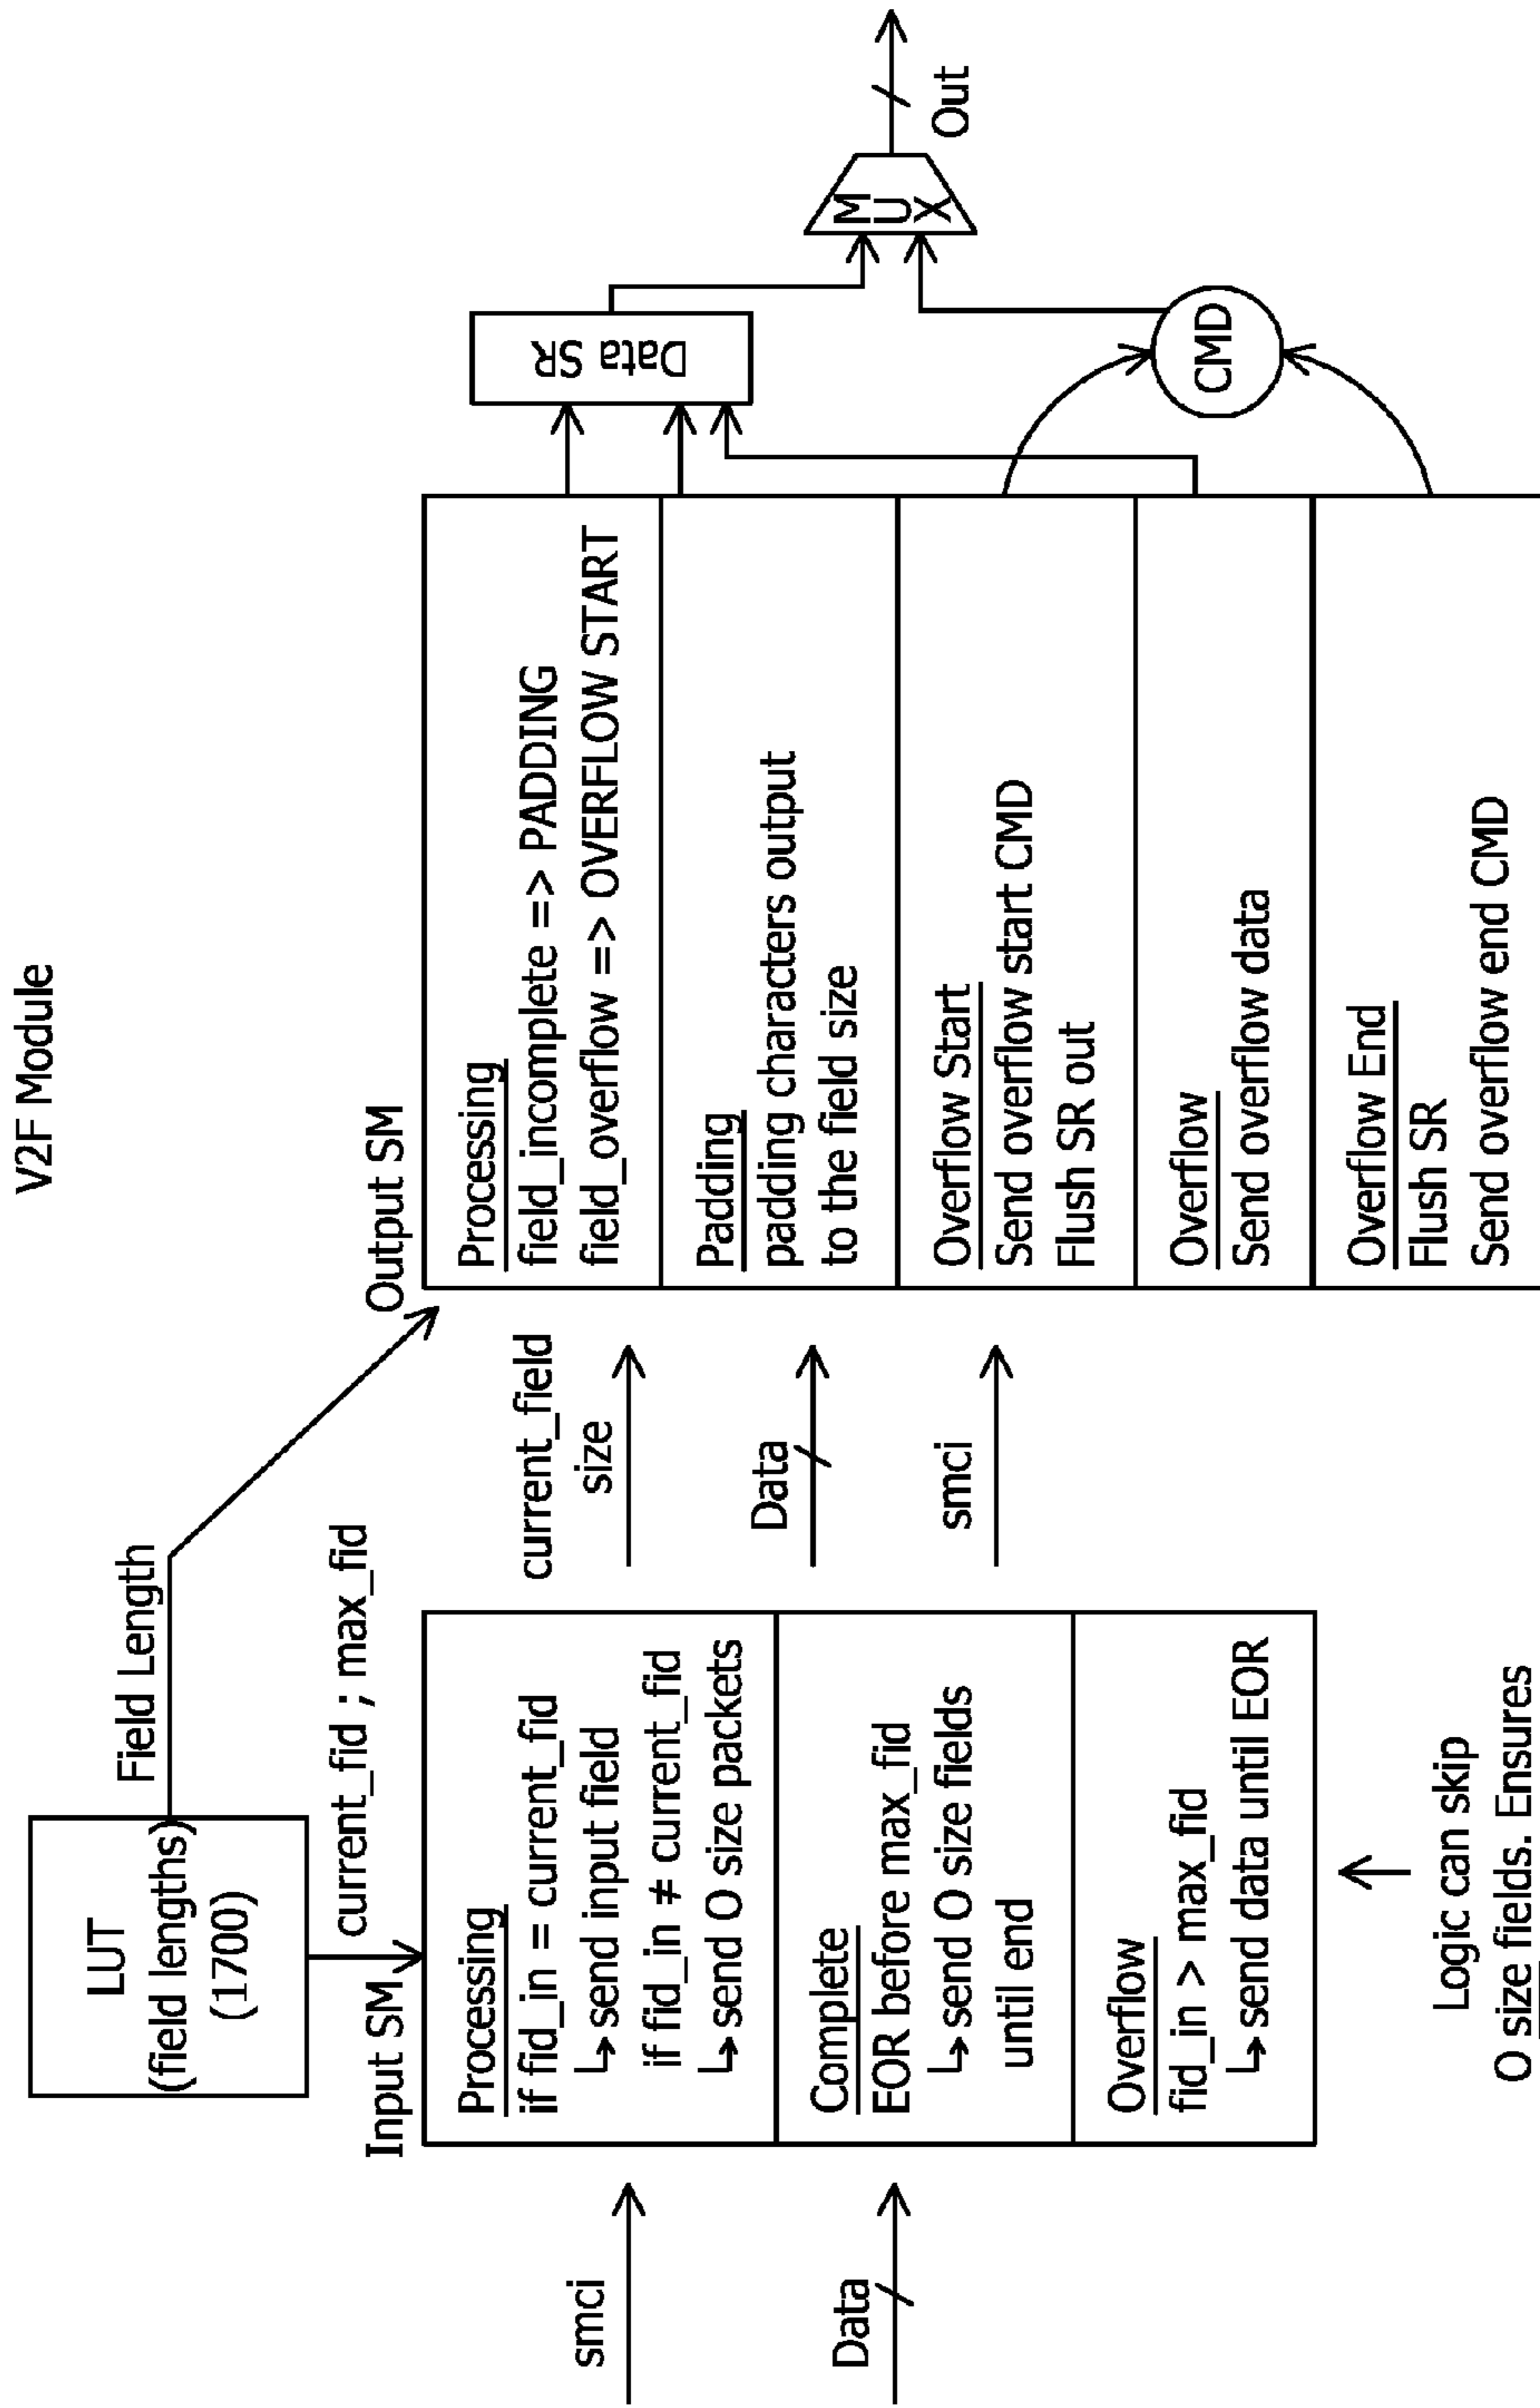 V2F Module
LUT
(field lengths)
(1700)
Field Length
current_fid ; max_fid
Input SM
smci
Data
Processing
if fid_in = current_fid
↳ send input field
if fid_in ≠ current_fid
↳ send O size packets
Complete
EOR before max_fid
↳ send O size fields
until end
Overflow
fid_in > max_fid
↳ send data until EOR
Logic can skip
O size fields. Ensures
current_field
size
Data
smci
Output SM
Processing
field_incomplete => PADDING
field_overflow => OVERFLOW START
Padding
padding characters output
to the field size
Overflow Start
Send overflow start CMD
Flush SR out
Overflow
Send overflow data
Overflow End
Flush SR
Send overflow end CMD
Data SR
CMD
MUX
Out